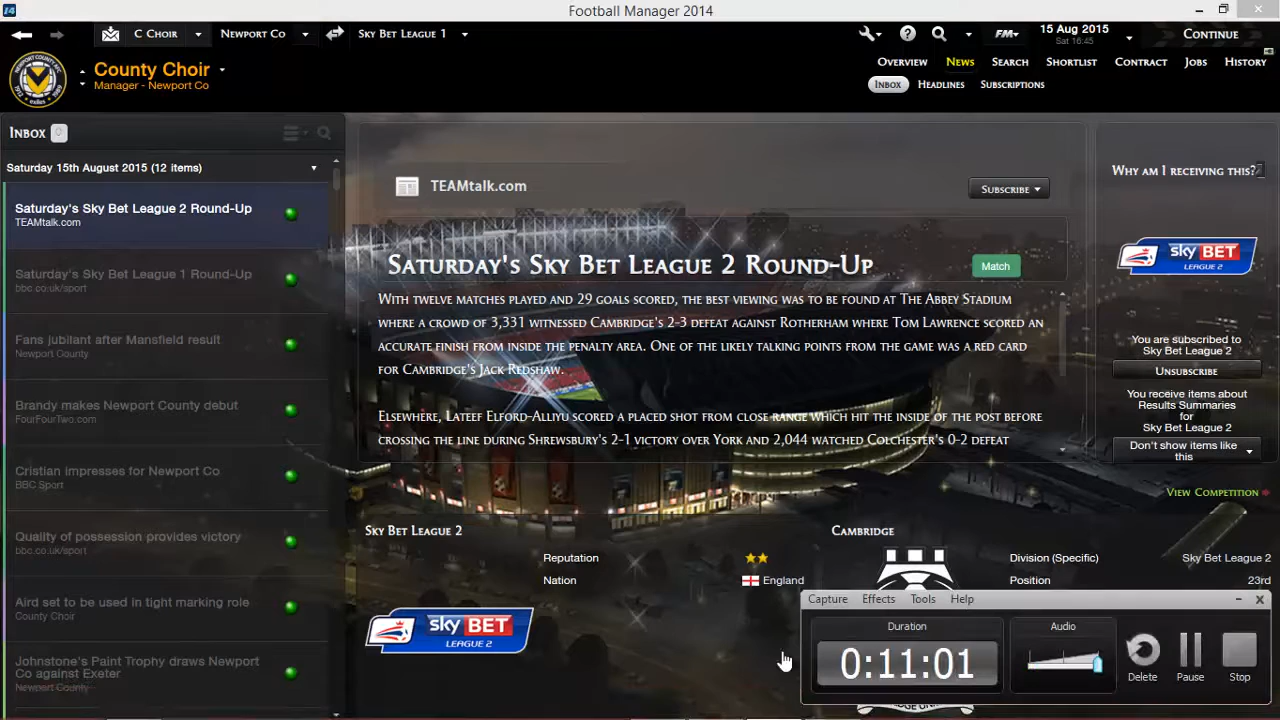 Football Manager 2014
C Choir
Newport Co
Sky Bet League 1
FM
15 Aug 2015
Sat 16:45
Continue
County Choir
Manager - Newport Co
Overview News Search Shortlist Contract Jobs History
Inbox Headlines Subscriptions
Inbox 0
Saturday 15th August 2015 (12 items)
Saturday's Sky Bet League 2 Round-Up
TEAMtalk.com
Saturday's Sky Bet League 1 Round-Up
bbc.co.uk/sport
Fans jubilant after Mansfield result
Newport County
Brandy makes Newport County debut
FourFourTwo.com
Cristian impresses for Newport Co
BBC Sport
Quality of possession provides victory
bbc.co.uk/sport
Aird set to be used in tight marking role
County Choir
Johnstone's Paint Trophy draws Newport
Co against Exeter
Newport County
TEAMtalk.com
Subscribe
Saturday's Sky Bet League 2 Round-Up
Match
With twelve matches played and 29 goals scored, the best viewing was to be found at The Abbey Stadium
where a crowd of 3,331 witnessed Cambridge's 2-3 defeat against Rotherham where Tom Lawrence scored an
accurate finish from inside the penalty area. One of the likely talking points from the game was a red card
for Cambridge's Jack Redshaw.
Elsewhere, Lateef Elford-Alliyu scored a placed shot from close range which hit the inside of the post before
crossing the line during Shrewsbury's 2-1 victory over York and 2,044 watched Colchester's 0-2 defeat
Why am I receiving this?
sky BET
LEAGUE 2
You are subscribed to
Sky Bet League 2
Unsubscribe
You receive items about
Results Summaries
for
Sky Bet League 2
Don't show items like
this
View Competition
Sky Bet League 2
Reputation
Nation
England
sky BET
LEAGUE 2
Cambridge
Division (Specific)
Sky Bet League 2
Position
23rd
Capture Effects Tools Help
Duration
0:11:01
Audio
Delete
Pause
Stop